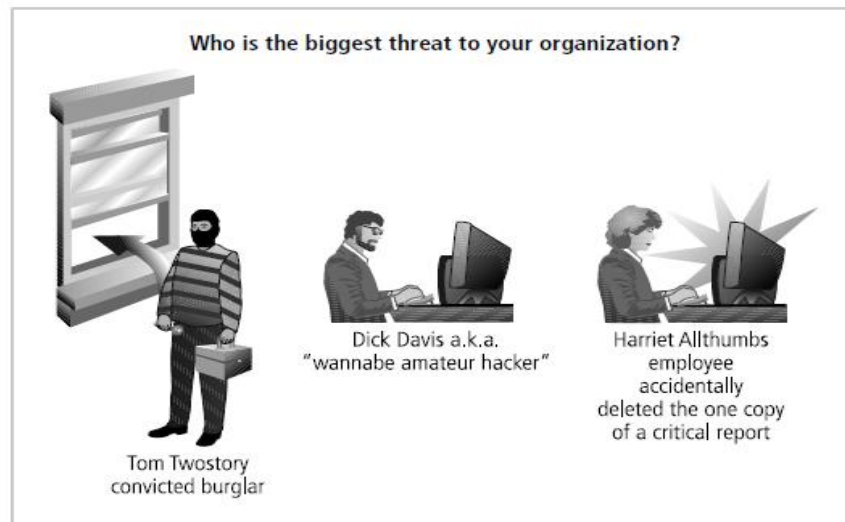 Who is the biggest threat to your organization?
Tom Twostory
convicted burglar
Dick Davis a.k.a.
“wannabe amateur hacker”
Harriet Allthumbs
employee
accidentally
deleted the one copy
of a critical report